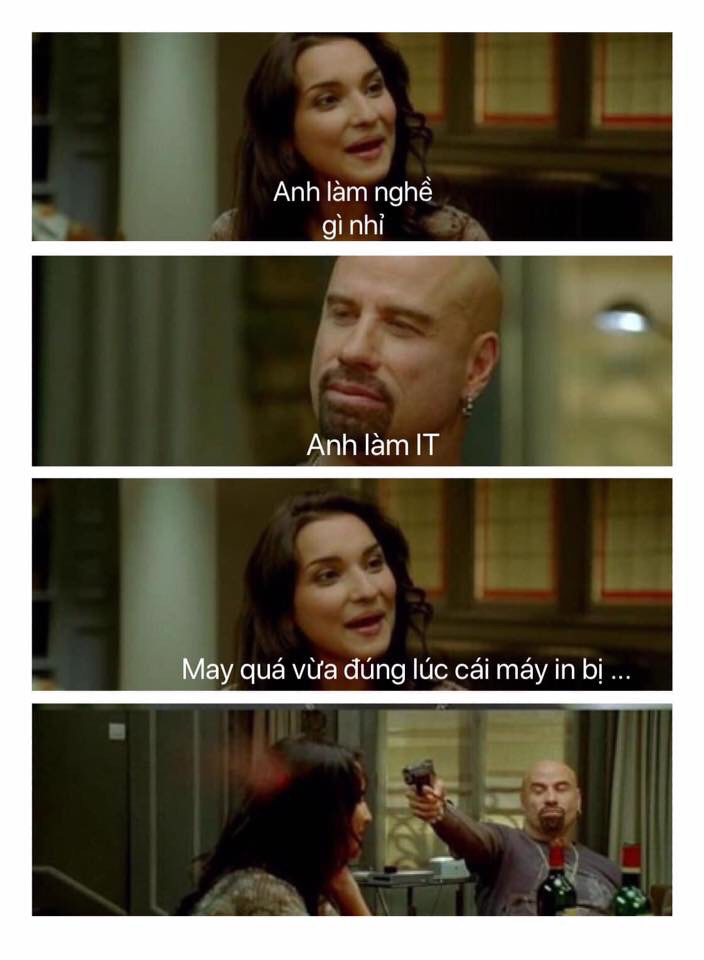 Anh làm nghề
gì nhỉ
Anh làm IT
May quá vừa đúng lúc cái máy in bị ...